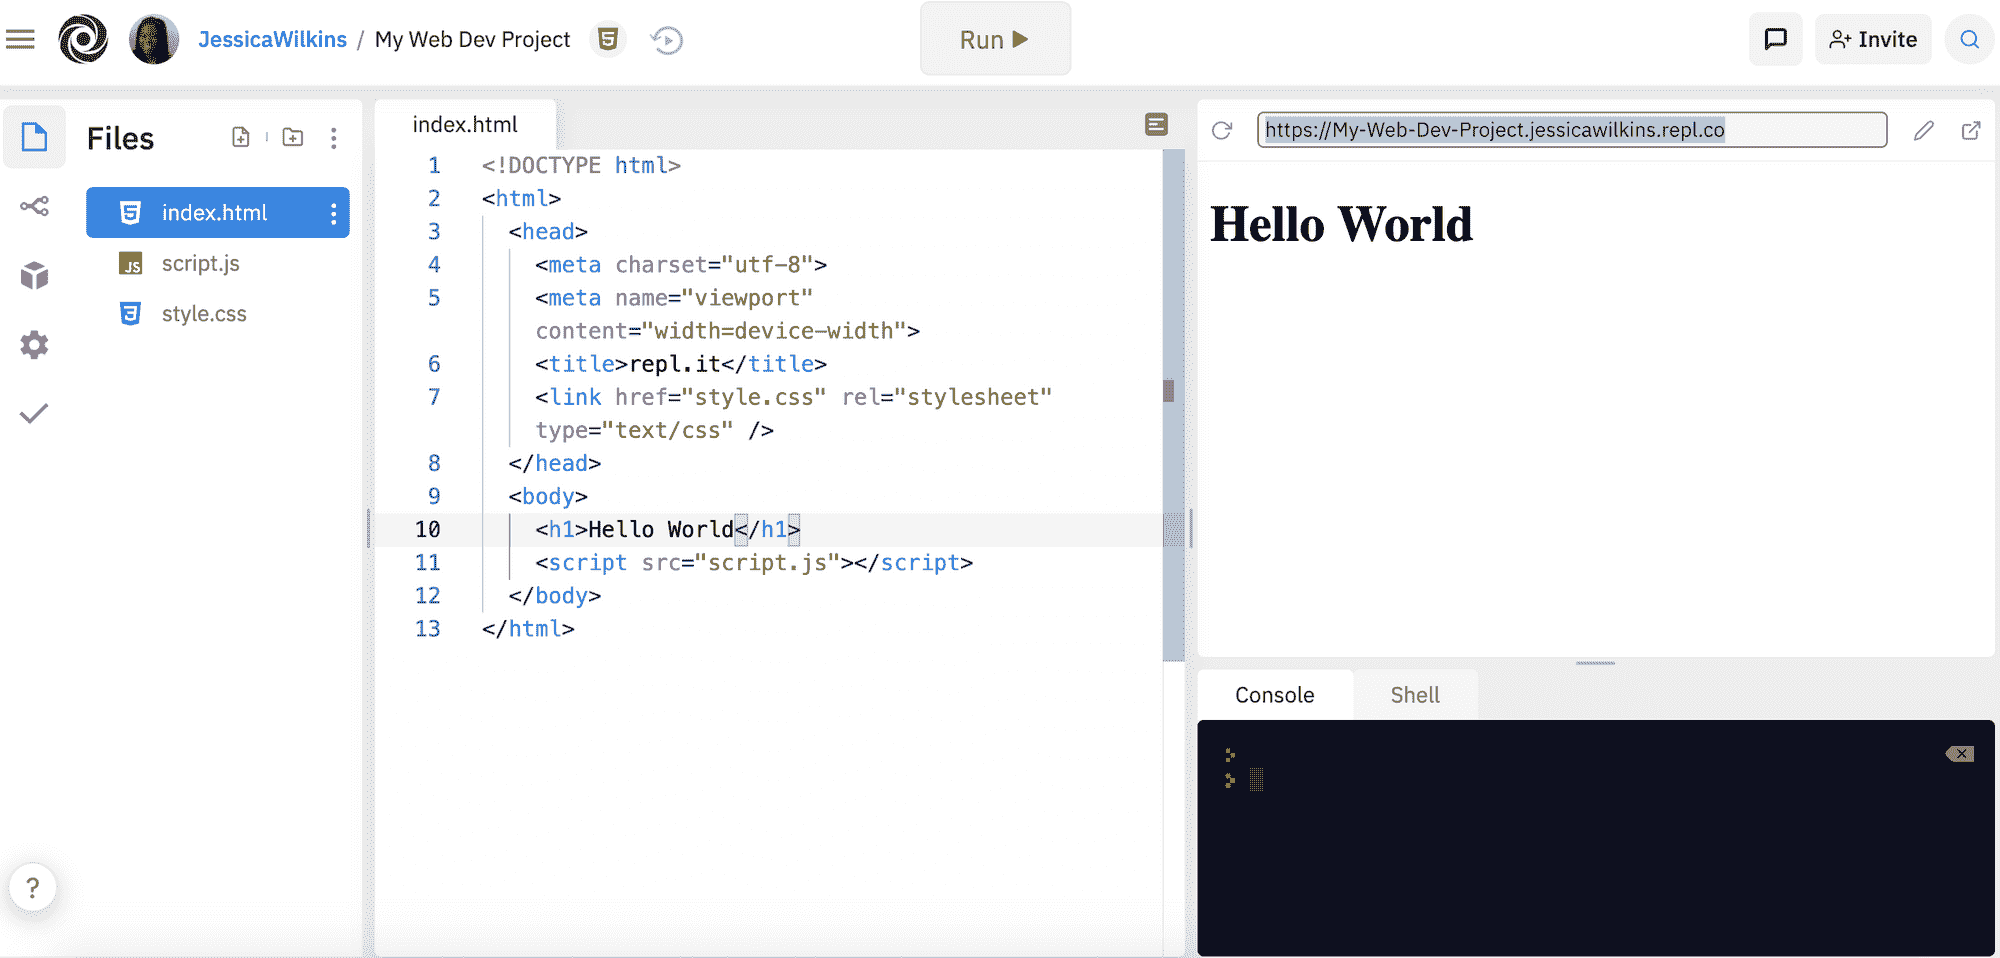 JessicaWilkins / My Web Dev Project
Run
Invite
Files
index.html
script.js
style.css
index.html
1 <!DOCTYPE html>
2 <html>
3 <head>
4 <meta charset="utf-8">
5 <meta name="viewport"
content="width=device-width">
6 <title>repl.it</title>
7 <link href="style.css" rel="stylesheet"
type="text/css" />
8 </head>
9 <body>
10 <h1>Hello World</h1>
11 <script src="script.js"></script>
12 </body>
13 </html>
https://My-Web-Dev-Project.jessicawilkins.repl.co
Hello World
Console
Shell
>
>
?